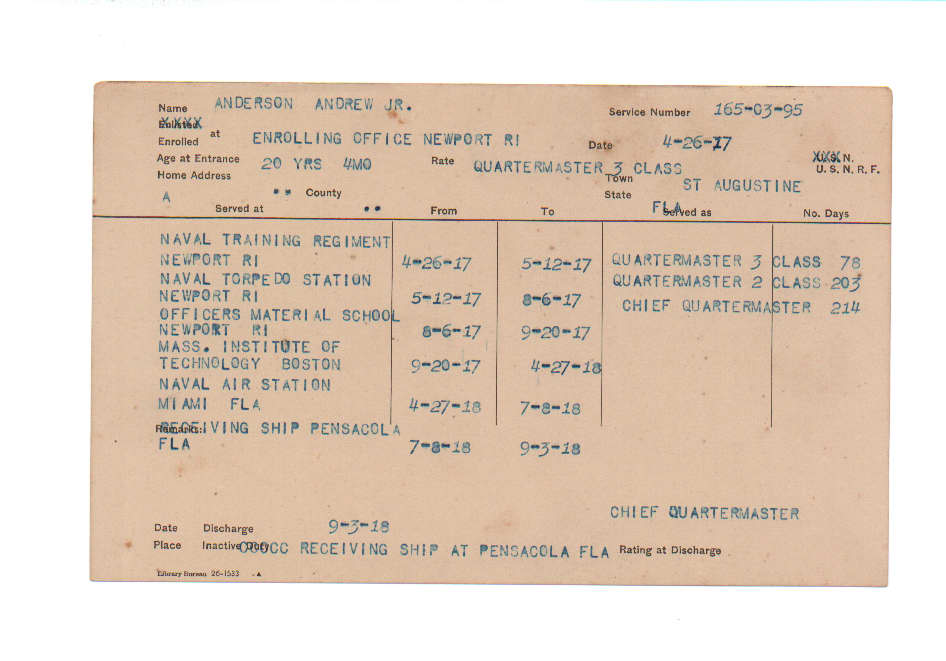 Name ANDERSON ANDREW JR. Service Number 165-03-95
Enlisted XXXX
Enrolled at ENROLLING OFFICE NEWPORT RI Date 4-26-17
Age at Entrance 20 YRS 4MO Rate QUARTERMASTER 3 CLASS U.S.N. XXX
U. S. N. R. F.
Home Address Town ST AUGUSTINE
A " " County State FLA
Served at " " From To Served as No. Days
NAVAL TRAINING REGIMENT
NEWPORT RI 4-26-17 5-12-17 QUARTERMASTER 3 CLASS 78
NAVAL TORPEDO STATION QUARTERMASTER 2 CLASS 203
NEWPORT RI 5-12-17 8-6-17 CHIEF QUARTERMASTER 214
OFFICERS MATERIAL SCHOOL
NEWPORT RI 8-6-17 9-20-17
MASS. INSTITUTE OF
TECHNOLOGY BOSTON 9-20-17 4-27-18
NAVAL AIR STATION
MIAMI FLA 4-27-18 7-8-18
Remarks: RECEIVING SHIP PENSACOLA
FLA 7-8-18 9-3-18
CHIEF QUARTERMASTER
Date Discharge 9-3-18
Place Inactive Duty RECEIVING SHIP AT PENSACOLA FLA Rating at Discharge
Library Bureau 26-1533 A